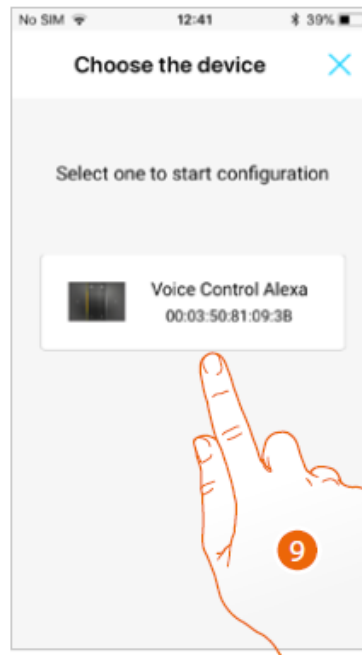 No SIM 12:41 39%
Choose the device
Select one to start configuration
Voice Control Alexa
00:03:50:81:09:3B
9